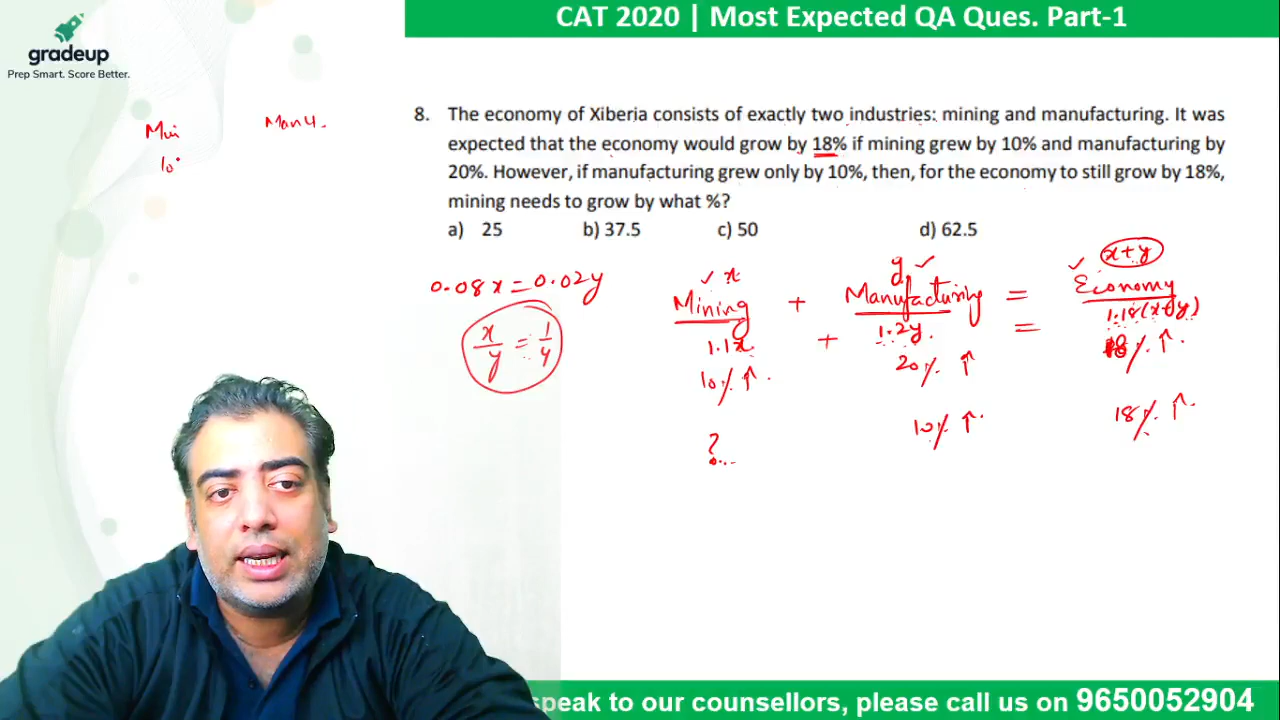 CAT 2020 | Most Expected QA Ques. Part-1
gradeup
Prep Smart. Score Better.
8. The economy of Xiberia consists of exactly two industries: mining and manufacturing. It was
expected that the economy would grow by 18% if mining grew by 10% and manufacturing by
20%. However, if manufacturing grew only by 10%, then, for the economy to still grow by 18%,
mining needs to grow by what %?
a) 25 b) 37.5 c) 50 d) 62.5
Min Manu.
10
0.08x = 0.02y
x/y = 1/4
x y x+y
Mining + Manufacturing = Economy
1.1x + 1.2y = 1.18(x+y)
10% ↑ 20% ↑ 18% ↑
? 10% ↑ 18% ↑
speak to our counsellors, please call us on 9650052904